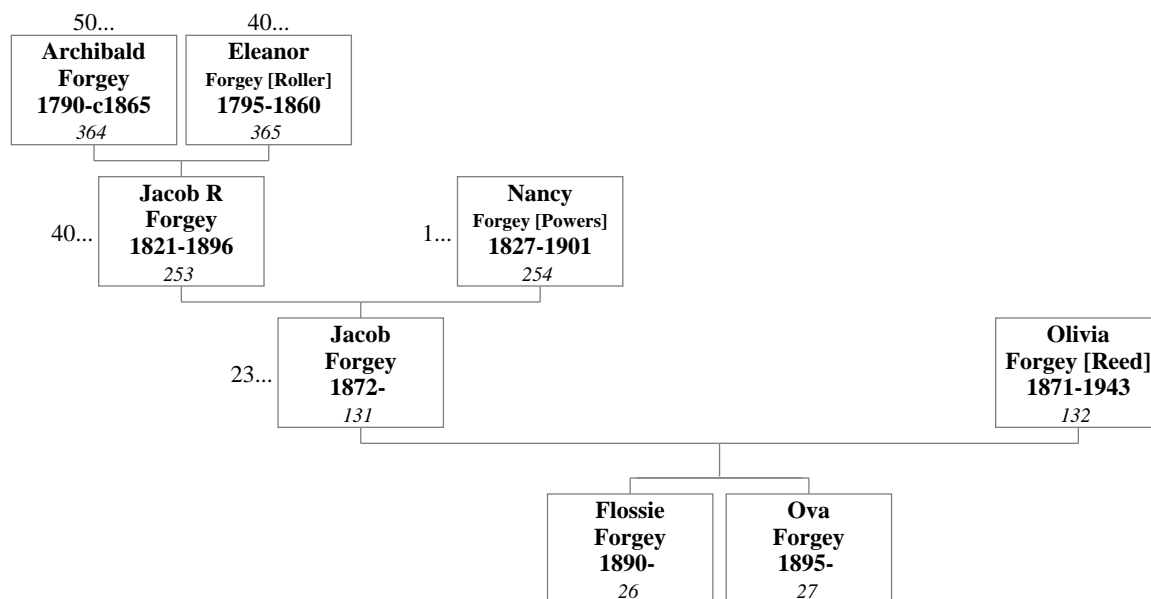 50...
40...
Archibald
Forgey
1790-c1865
364
Eleanor
Forgey [Roller]
1795-1860
365
40...
Jacob R
Forgey
1821-1896
253
1...
Nancy
Forgey [Powers]
1827-1901
254
23...
Jacob
Forgey
1872-
131
Olivia
Forgey [Reed]
1871-1943
132
Flossie
Forgey
1890-
26
Ova
Forgey
1895-
27